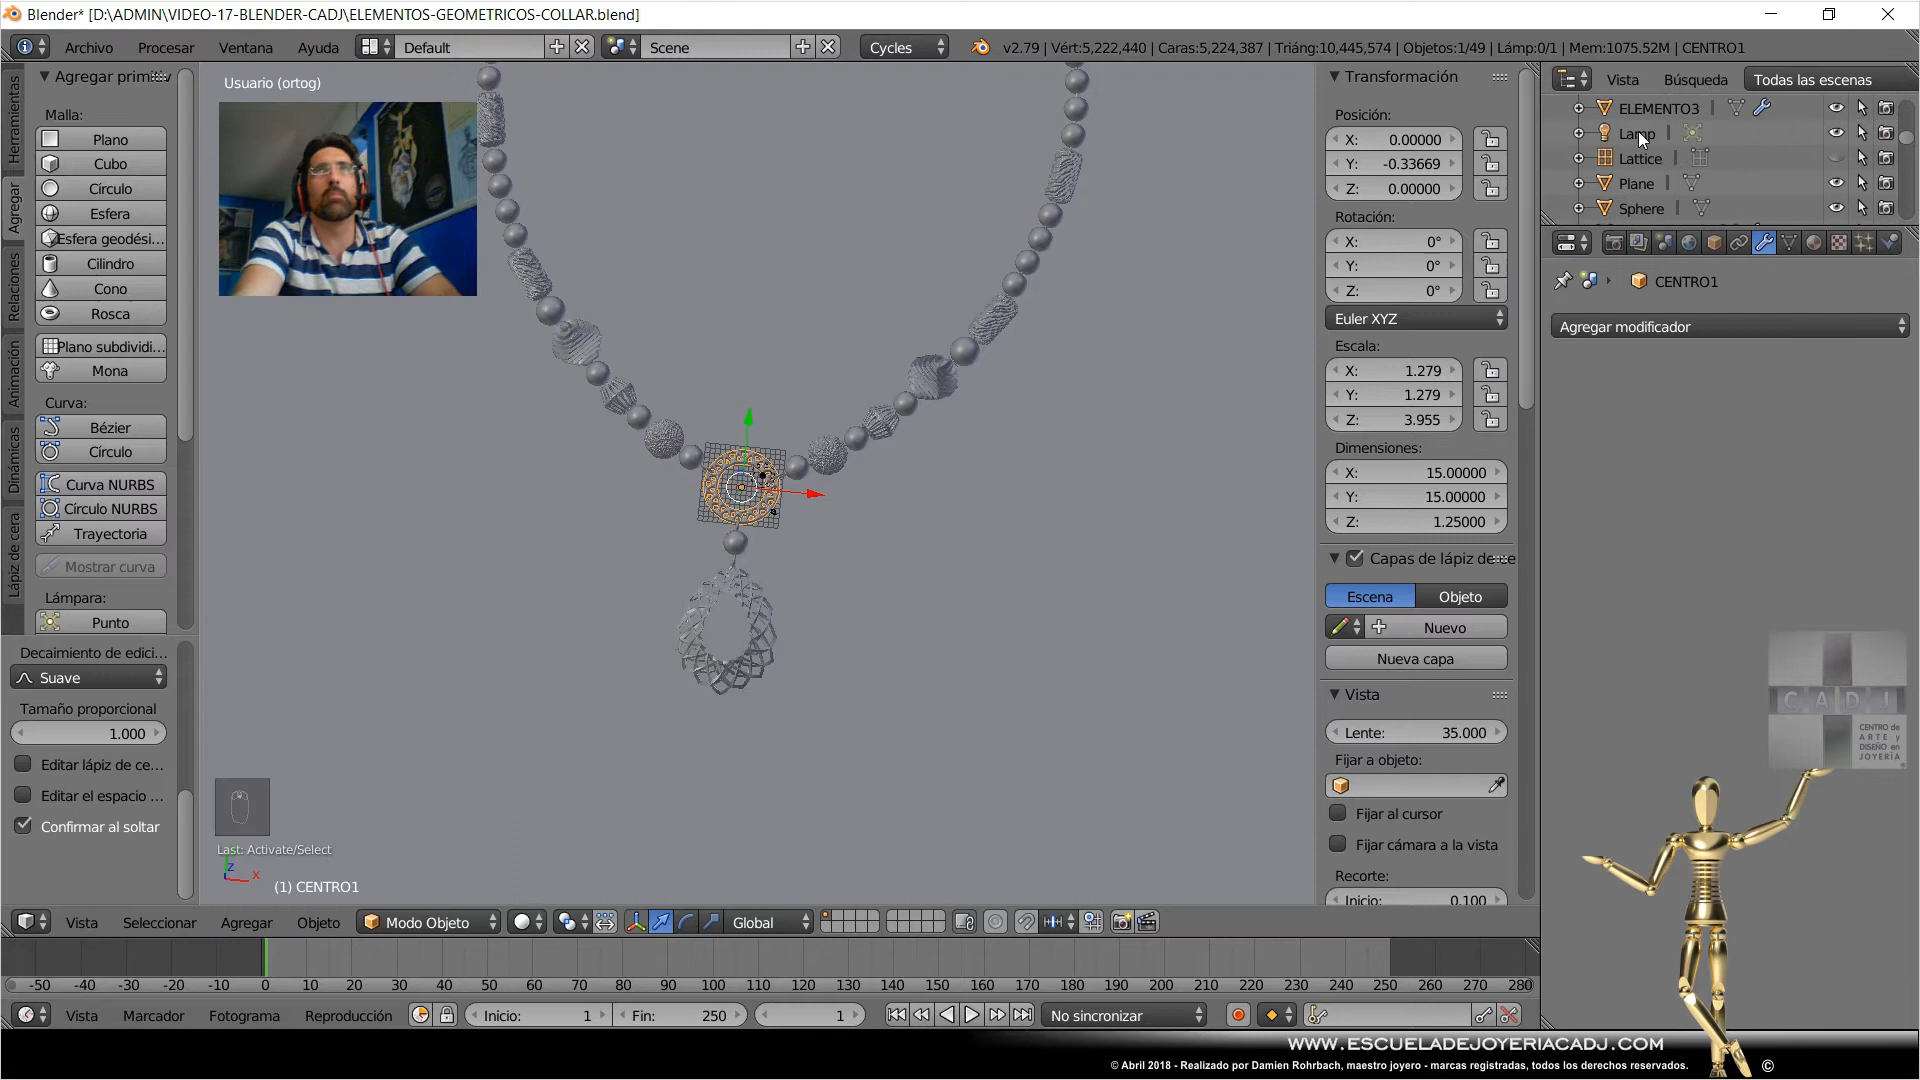 Blender* [D:\ADMIN\VIDEO-17-BLENDER-CADJ\ELEMENTOS-GEOMETRICOS-COLLAR.blend]
Archivo Procesar Ventana Ayuda Default Scene Cycles v2.79 | Vért:5,222,440 | Caras:5,224,387 | Triáng:10,445,574 | Objetos:1/49 | Lámp:0/1 | Mem:1075.52M | CENTRO1
Herramientas
Agregar
Relaciones
Animación
Dinámicas
Lápiz de cera
Agregar primitiv
Malla:
Plano
Cubo
Círculo
Esfera
Esfera geodési...
Cilindro
Cono
Rosca
Plano subdividi...
Mona
Curva:
Bézier
Círculo
Curva NURBS
Círculo NURBS
Trayectoria
Mostrar curva
Lámpara:
Punto
Decaimiento de edici...
Suave
Tamaño proporcional
1.000
Editar lápiz de ce...
Editar el espacio ...
Confirmar al soltar
Usuario (ortog)
Last: Activate/Select
Z
X
(1) CENTRO1
Transformación
Posición:
X: 0.00000
Y: -0.33669
Z: 0.00000
Rotación:
X: 0°
Y: 0°
Z: 0°
Euler XYZ
Escala:
X: 1.279
Y: 1.279
Z: 3.955
Dimensiones:
X: 15.00000
Y: 15.00000
Z: 1.25000
Capas de lápiz de ce
Escena Objeto
Nuevo
Nueva capa
Vista
Lente: 35.000
Fijar a objeto:
Fijar al cursor
Fijar cámara a la vista
Recorte:
Inicio: 0.100
Vista Búsqueda Todas las escenas
ELEMENTO3
Lamp
Lattice
Plane
Sphere
CENTRO1
Agregar modificador
CADJ
CENTRO de
ARTE y
DISEÑO en
JOYERÍA
Vista Seleccionar Agregar Objeto Modo Objeto Global
-50 -40 -30 -20 -10 0 10 20 30 40 50 60 70 80 90 100 110 120 130 140 150 160 170 180 190 200 210 220 230 240 250 260 270 280
Vista Marcador Fotograma Reproducción Inicio: 1 Fin: 250 1 No sincronizar
WWW.ESCUELADEJOYERIACADJ.COM
© Abril 2018 - Realizado por Damien Rohrbach, maestro joyero - marcas registradas, todos los derechos reservados. ©